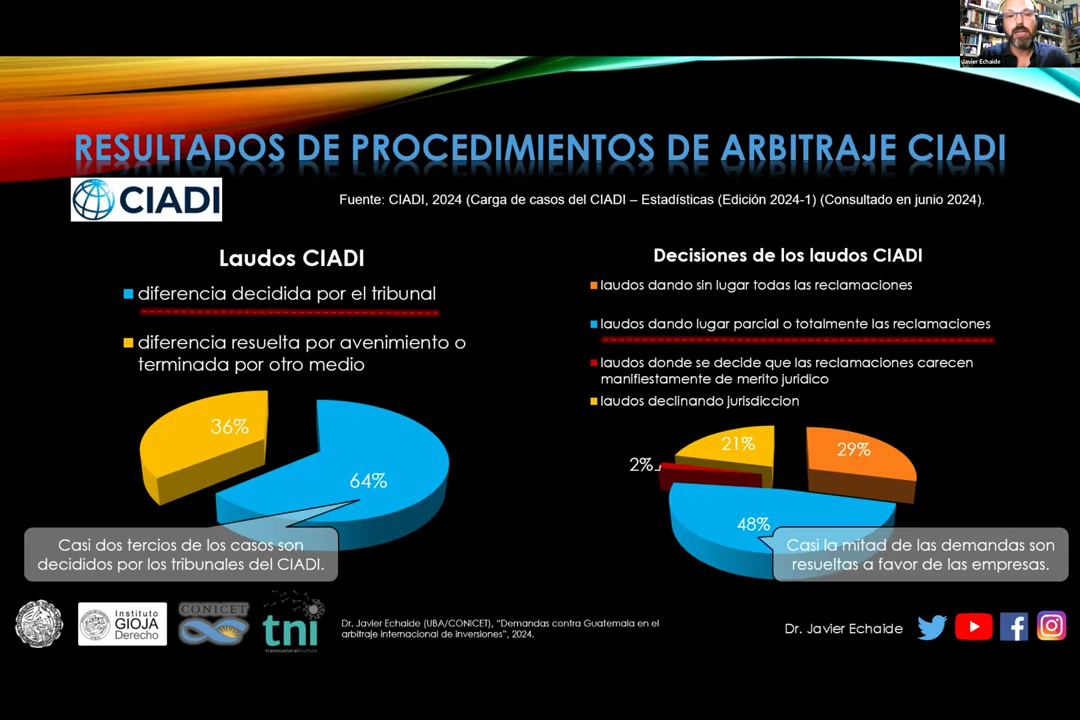 Javier Echaide
RESULTADOS DE PROCEDIMIENTOS DE ARBITRAJE CIADI
CIADI
Fuente: CIADI, 2024 (Carga de casos del CIADI – Estadísticas (Edición 2024-1) (Consultado en junio 2024).
Laudos CIADI
diferencia decidida por el tribunal
diferencia resuelta por avenimiento o
terminada por otro medio
36%
64%
Casi dos tercios de los casos son
decididos por los tribunales del CIADI.
Decisiones de los laudos CIADI
laudos dando sin lugar todas las reclamaciones
laudos dando lugar parcial o totalmente las reclamaciones
laudos donde se decide que las reclamaciones carecen
manifiestamente de merito juridico
laudos declinando jurisdiccion
21%
29%
2%
48%
Casi la mitad de las demandas son
resueltas a favor de las empresas.
Instituto
GIOJA
Derecho
CONICET
tni
transnationalinstitute
Dr. Javier Echaide (UBA/CONICET), “Demandas contra Guatemala en el
arbitraje internacional de inversiones”, 2024.
Dr. Javier Echaide